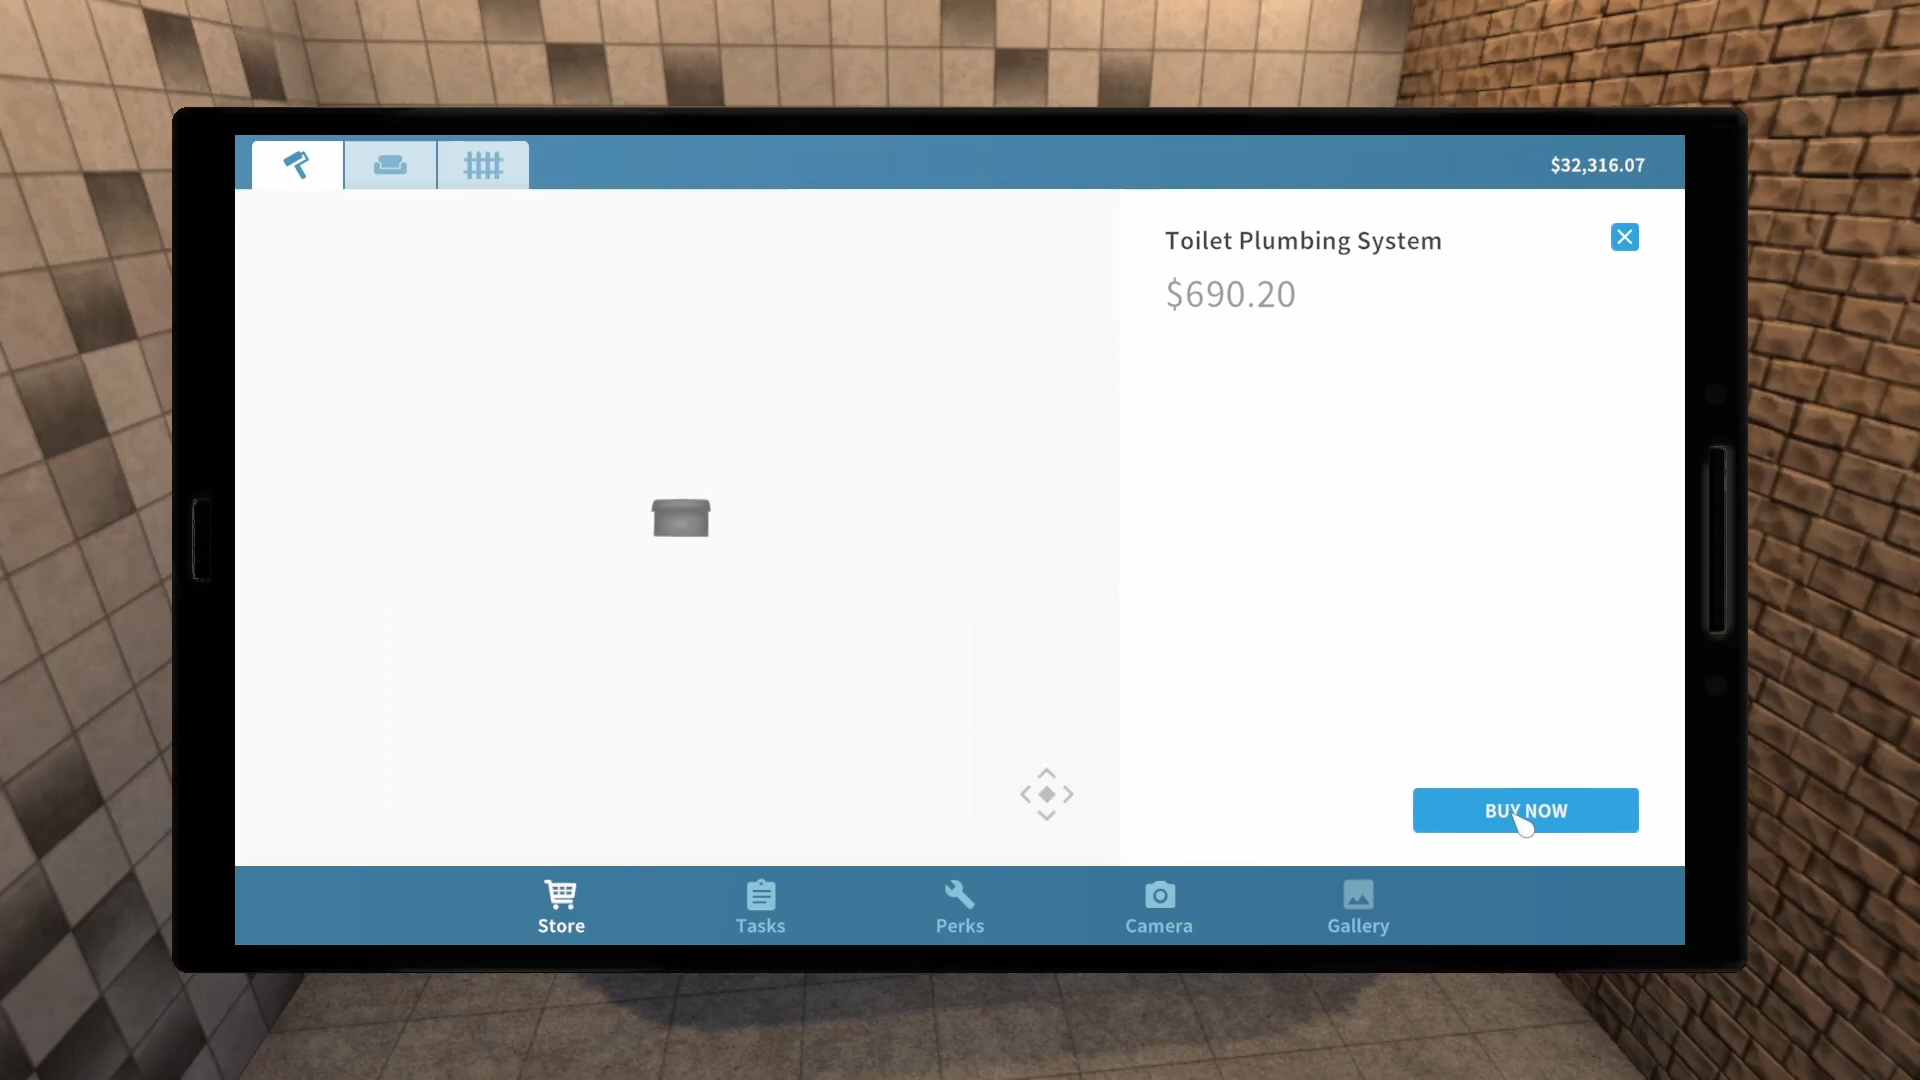 $32,316.07
Toilet Plumbing System
$690.20
BUY NOW
Store
Tasks
Perks
Camera
Gallery